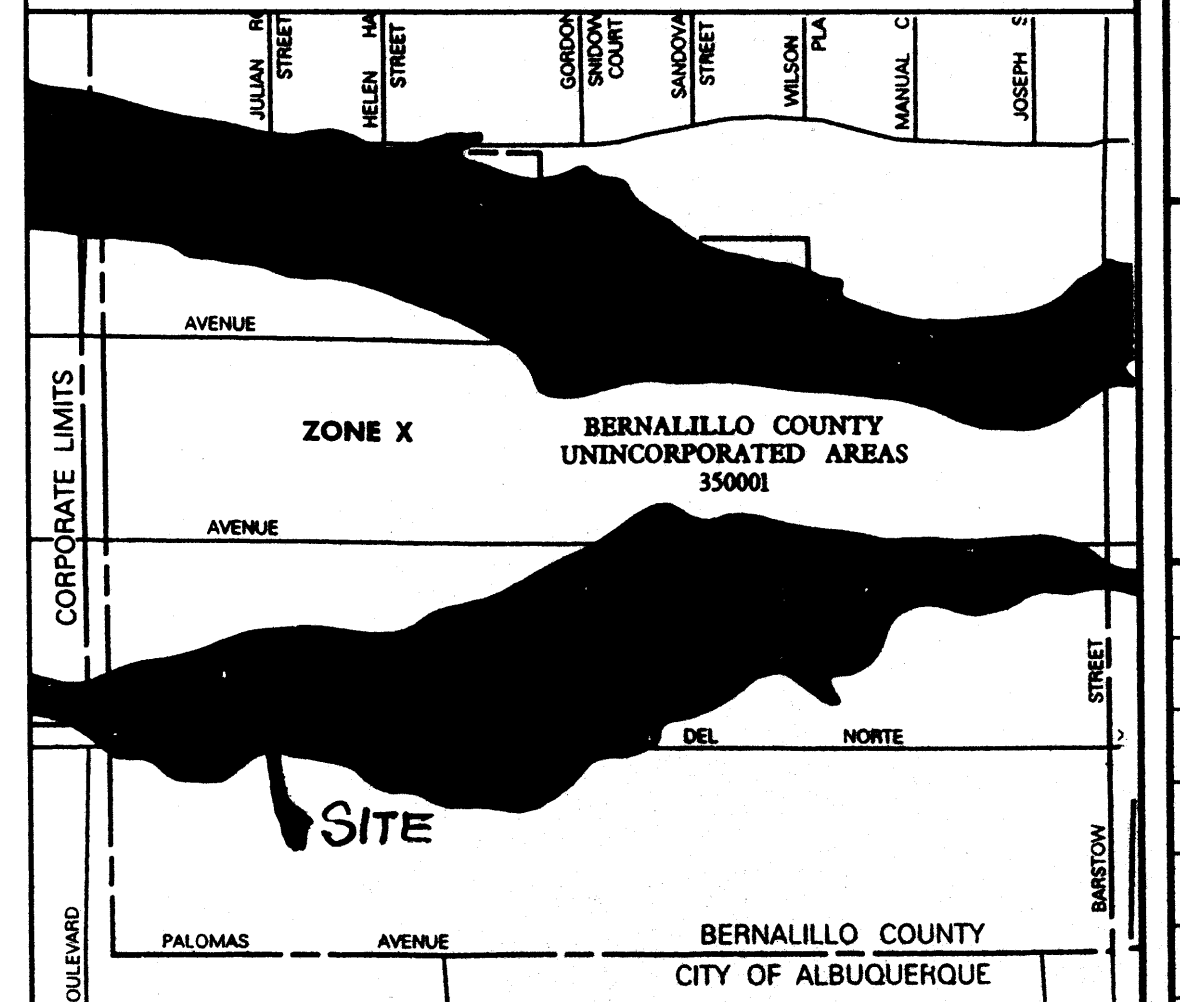 JULIAN R
STREET
HELEN HA
STREET
GORDON
SNIDOW
COURT
SANDOVA
STREET
WILSON
PLA
MANUAL C
JOSEPH S
AVENUE
CORPORATE LIMITS
ZONE X
BERNALILLO COUNTY
UNINCORPORATED AREAS
350001
AVENUE
STREET
DEL NORTE
SITE
BARSTOW
OULEVARD
PALOMAS AVENUE
BERNALILLO COUNTY
CITY OF ALBUQUERQUE